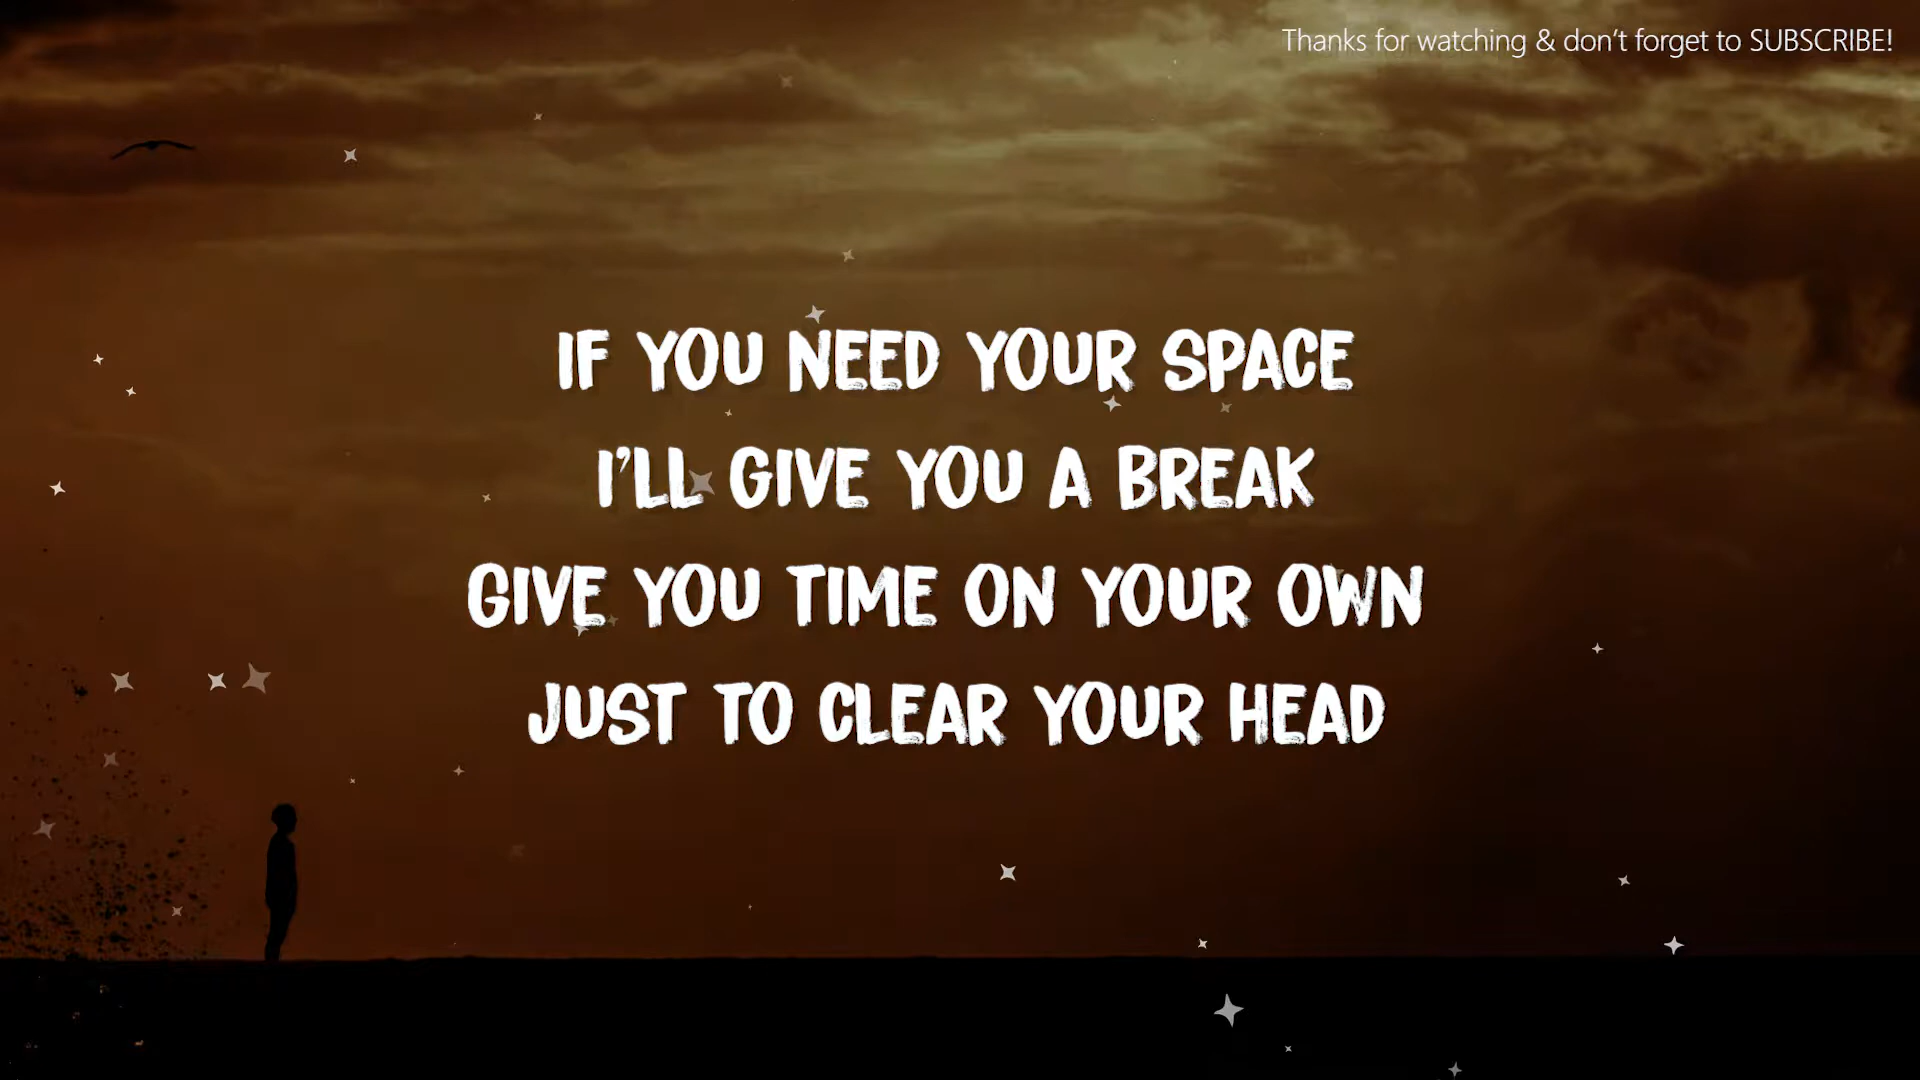 Thanks for watching & don't forget to SUBSCRIBE!
IF YOU NEED YOUR SPACE
I'LL GIVE YOU A BREAK
GIVE YOU TIME ON YOUR OWN
JUST TO CLEAR YOUR HEAD